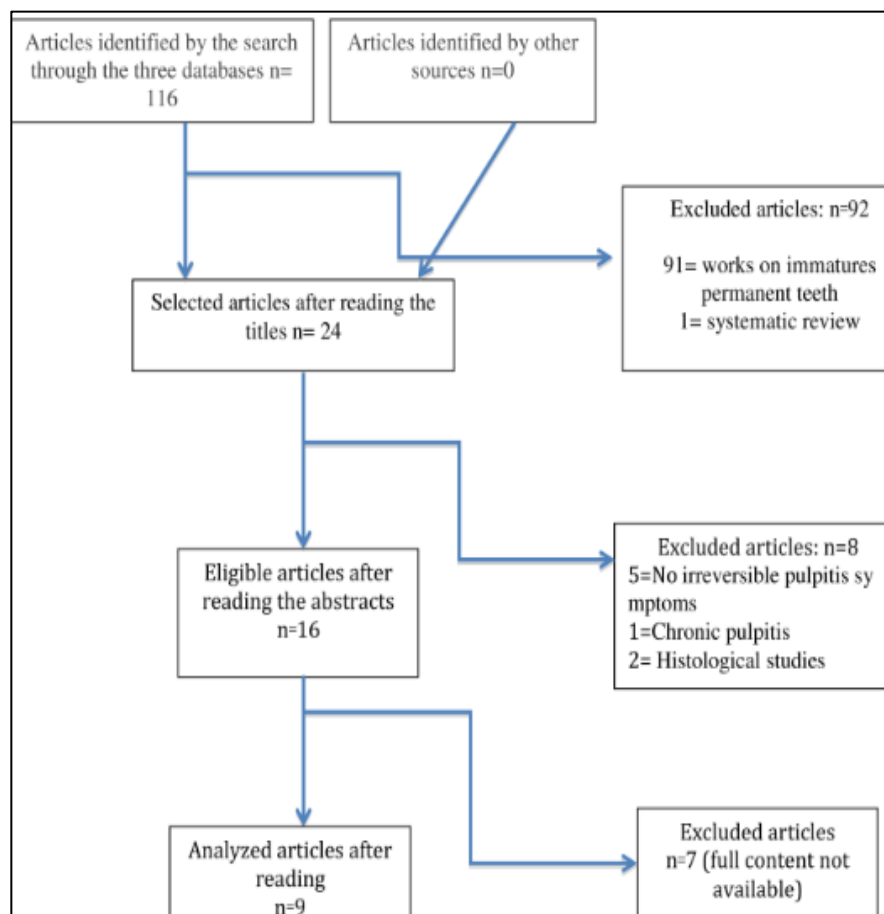 Articles identified by the search
through the three databases n=
116
Articles identified by other
sources n=0
Excluded articles: n=92
91= works on immatures
permanent teeth
1= systematic review
Selected articles after reading the
titles n= 24
Excluded articles: n=8
5=No irreversible pulpitis sy
mptoms
1=Chronic pulpitis
2= Histological studies
Eligible articles after
reading the abstracts
n=16
Excluded articles
n=7 (full content not
available)
Analyzed articles after
reading
n=9